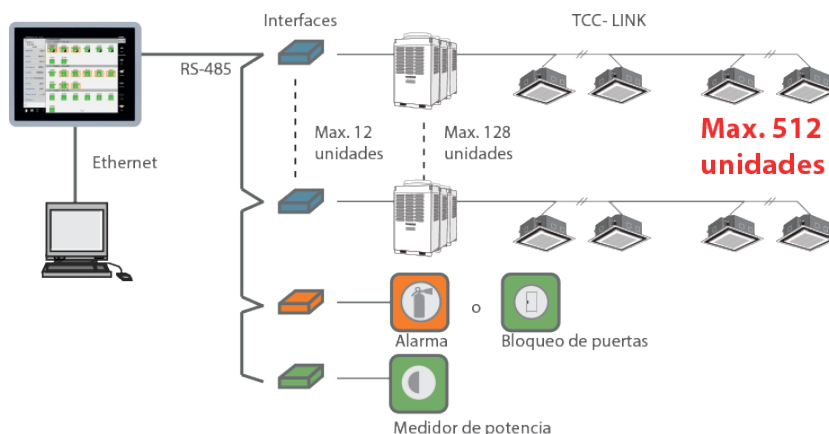 Interfaces
TCC- LINK
RS-485
Max. 12
unidades
Max. 128
unidades
Max. 512
unidades
Ethernet
Alarma
o
Bloqueo de puertas
Medidor de potencia